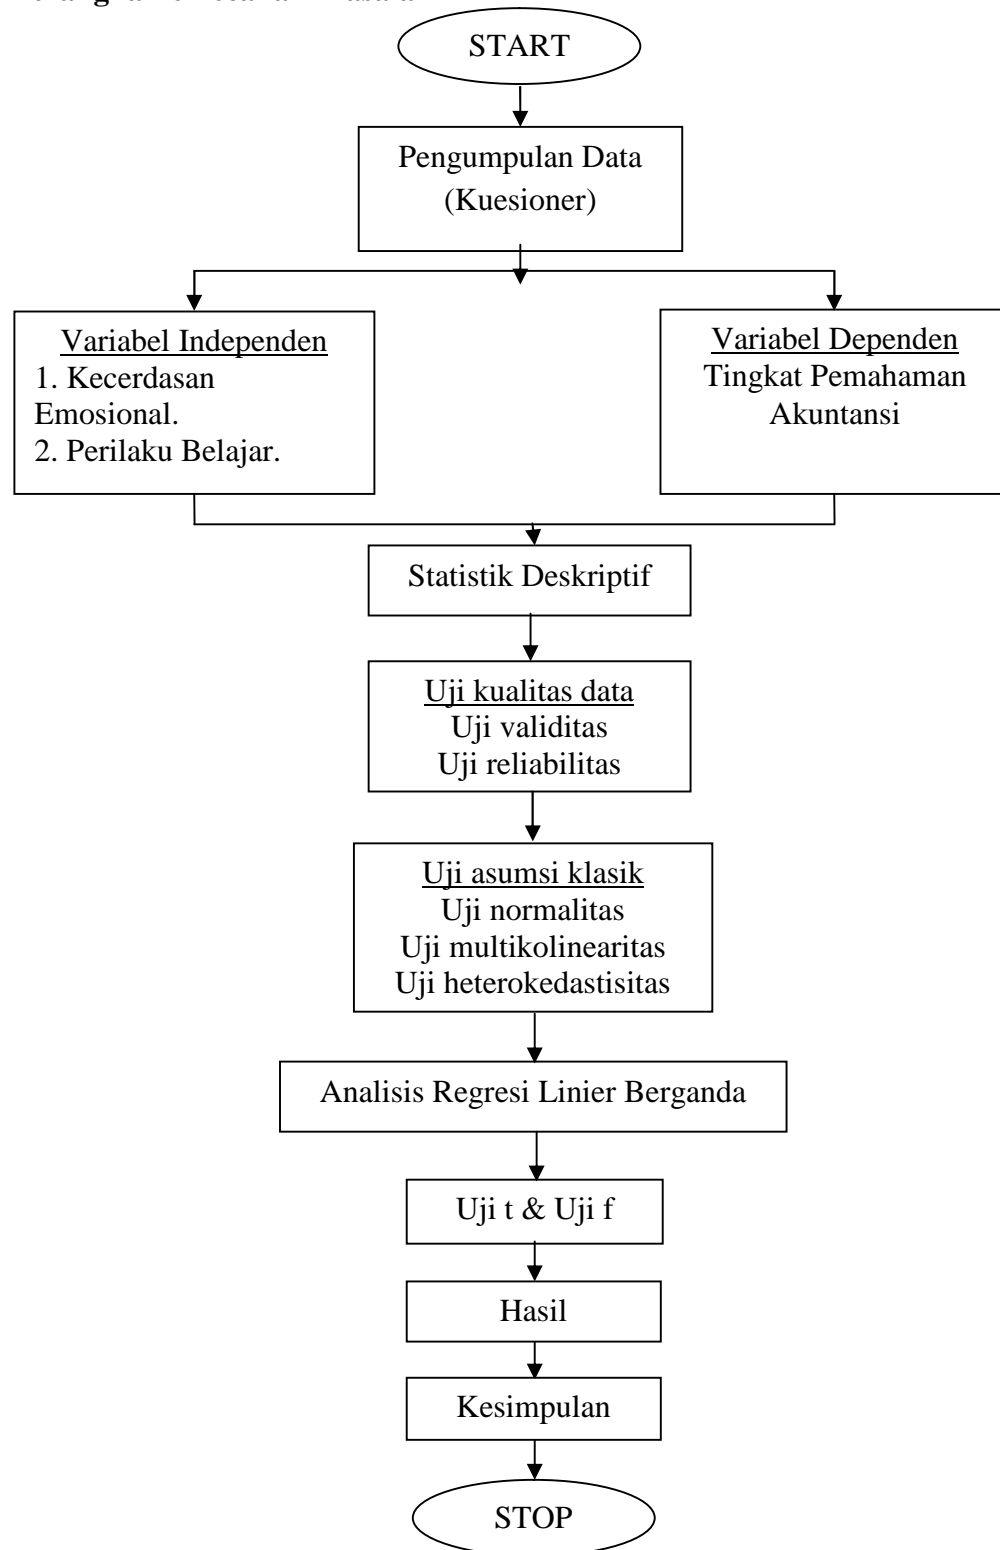 START
Pengumpulan Data
(Kuesioner)
Variabel Independen
1. Kecerdasan
Emosional.
2. Perilaku Belajar.
Variabel Dependen
Tingkat Pemahaman
Akuntansi
Statistik Deskriptif
Uji kualitas data
Uji validitas
Uji reliabilitas
Uji asumsi klasik
Uji normalitas
Uji multikolinearitas
Uji heterokedastisitas
Analisis Regresi Linier Berganda
Uji t & Uji f
Hasil
Kesimpulan
STOP